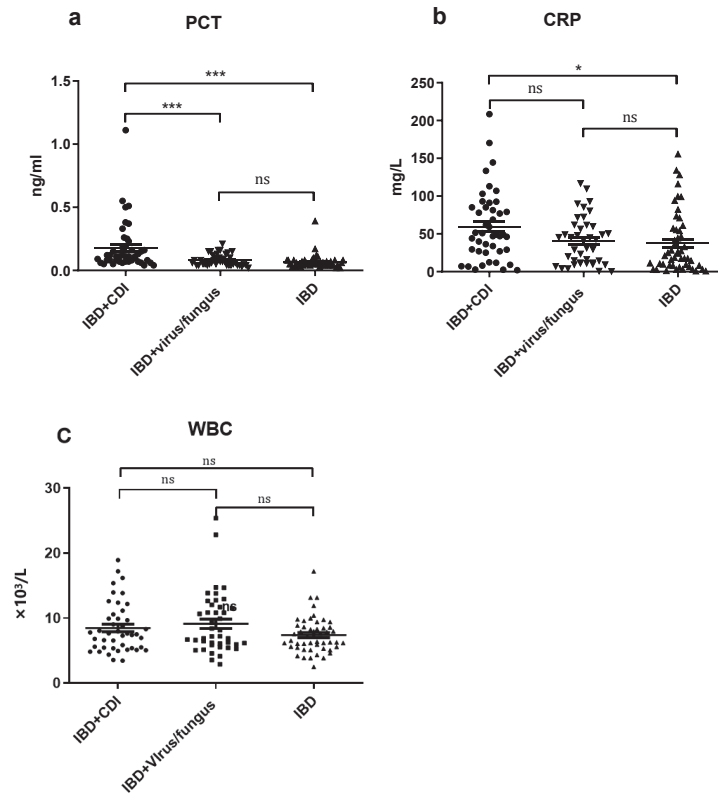 a
PCT
ng/ml
1.5
1.0
0.5
0.0
***
***
ns
IBD+CDI
IBD+virus/fungus
IBD
b
CRP
mg/L
250
200
150
100
50
0
*
ns
ns
IBD+CDI
IBD+virus/fungus
IBD
C
WBC
×10³/L
30
20
10
0
ns
ns
ns
ns
IBD+CDI
IBD+VIrus/fungus
IBD